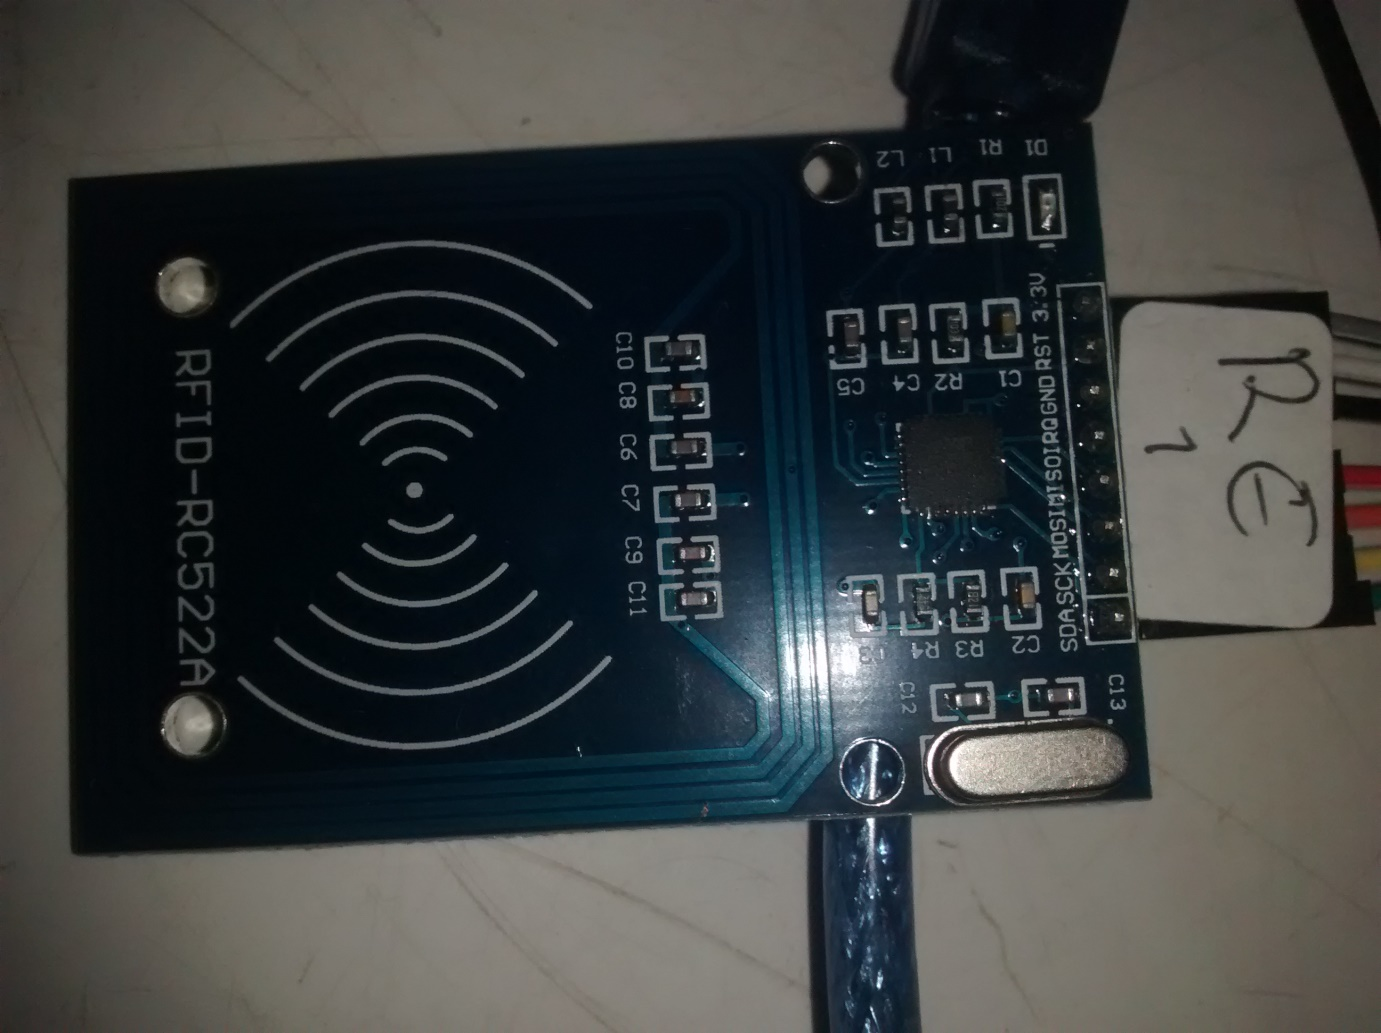 RFID-RC522A
C10
C8
C6
C7
C9
C11
L2
L1
R1
D1
C5
C4
R2
C1
3.3V
RST
GND
IRQ
MISO
MOSI
SCK
SDA
R4
R3
C2
C12
C13
1